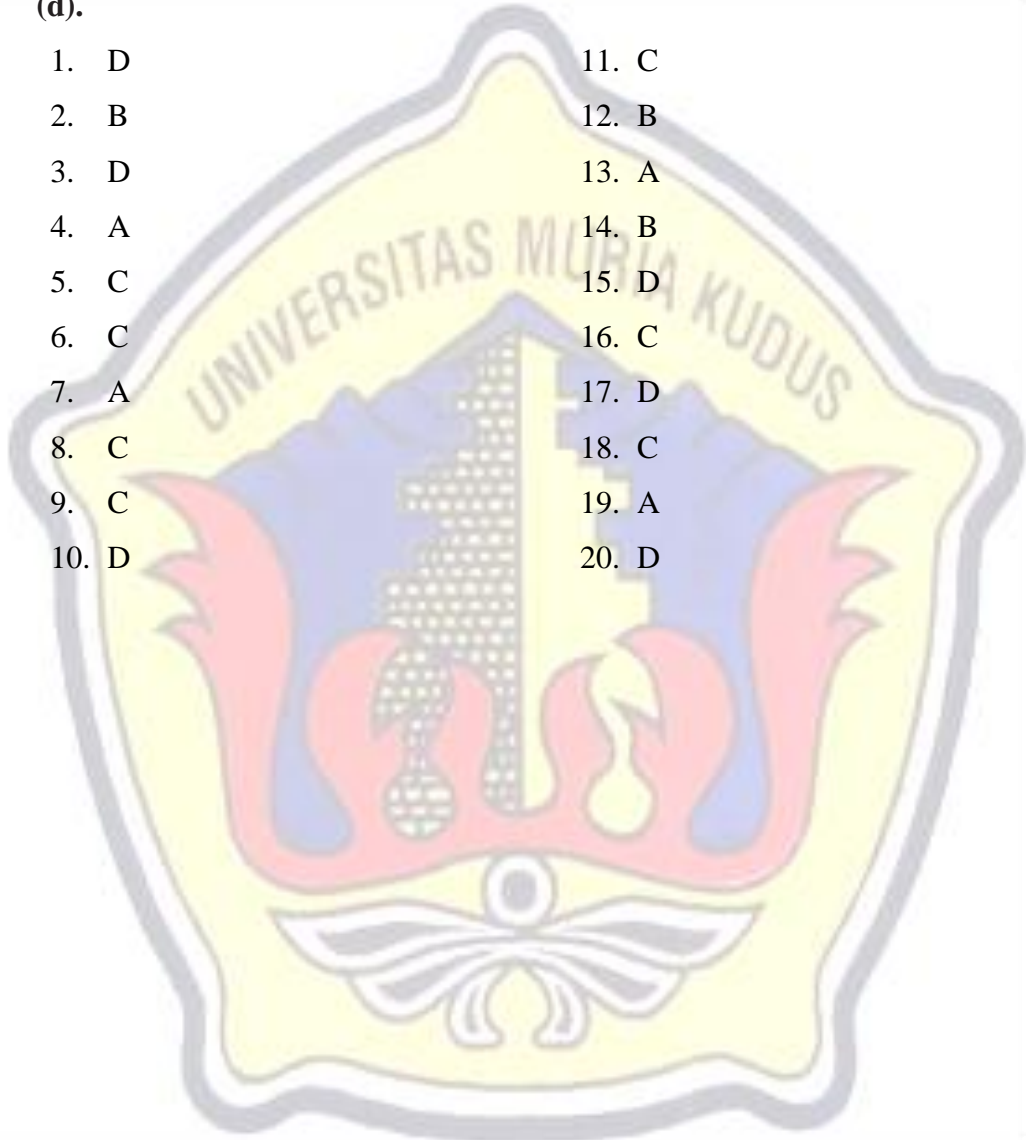 (d).
1. D
2. B
3. D
4. A
5. C
6. C
7. A
8. C
9. C
10. D
11. C
12. B
13. A
14. B
15. D
16. C
17. D
18. C
19. A
20. D
UNIVERSITAS MURIA KUDUS